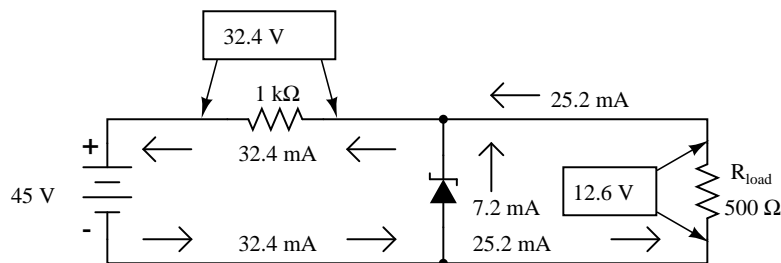 32.4 V
1 kΩ
25.2 mA
+
32.4 mA
45 V
12.6 V
Rload
500 Ω
7.2 mA
-
32.4 mA
25.2 mA